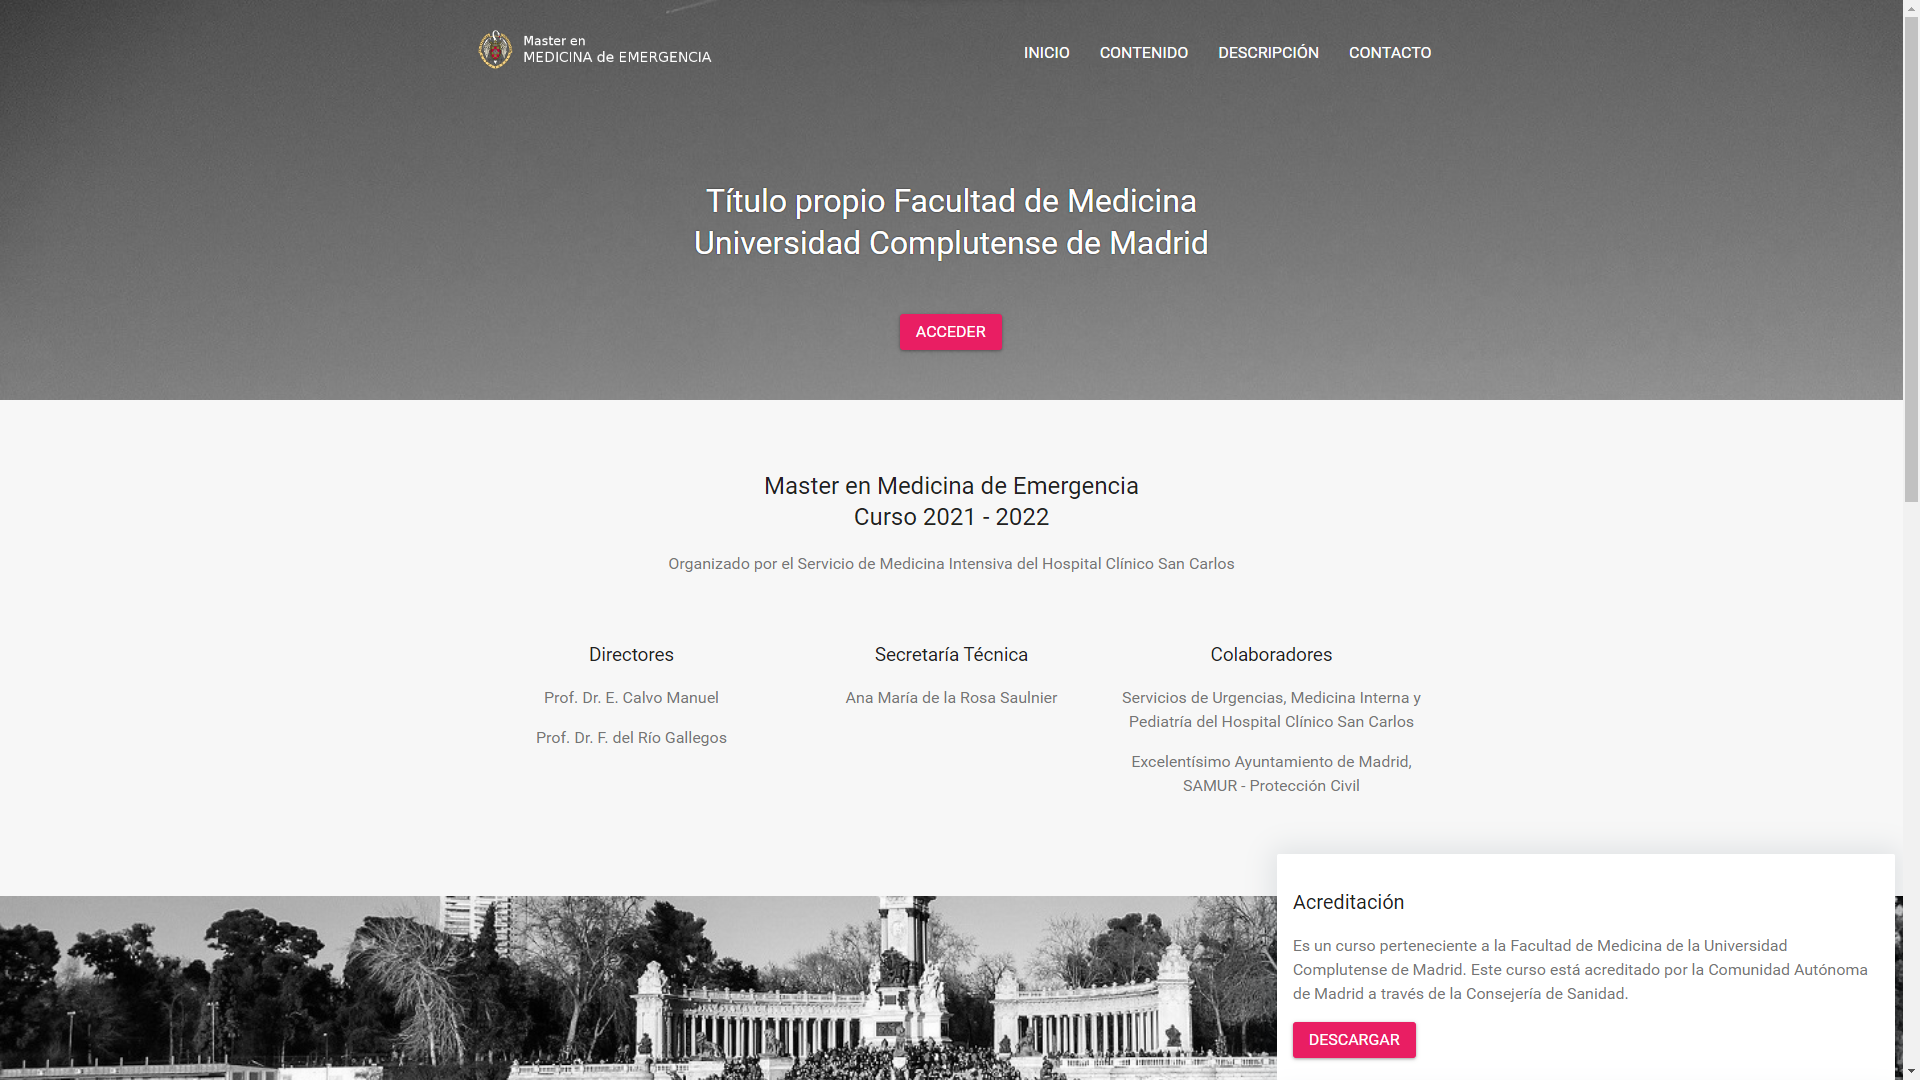 Master en
MEDICINA de EMERGENCIA
INICIO
CONTENIDO
DESCRIPCIÓN
CONTACTO
Título propio Facultad de Medicina
Universidad Complutense de Madrid
ACCEDER
Master en Medicina de Emergencia
Curso 2021 - 2022
Organizado por el Servicio de Medicina Intensiva del Hospital Clínico San Carlos
Directores
Prof. Dr. E. Calvo Manuel
Prof. Dr. F. del Río Gallegos
Secretaría Técnica
Ana María de la Rosa Saulnier
Colaboradores
Servicios de Urgencias, Medicina Interna y
Pediatría del Hospital Clínico San Carlos
Excelentísimo Ayuntamiento de Madrid,
SAMUR - Protección Civil
Acreditación
Es un curso perteneciente a la Facultad de Medicina de la Universidad
Complutense de Madrid. Este curso está acreditado por la Comunidad Autónoma
de Madrid a través de la Consejería de Sanidad.
DESCARGAR